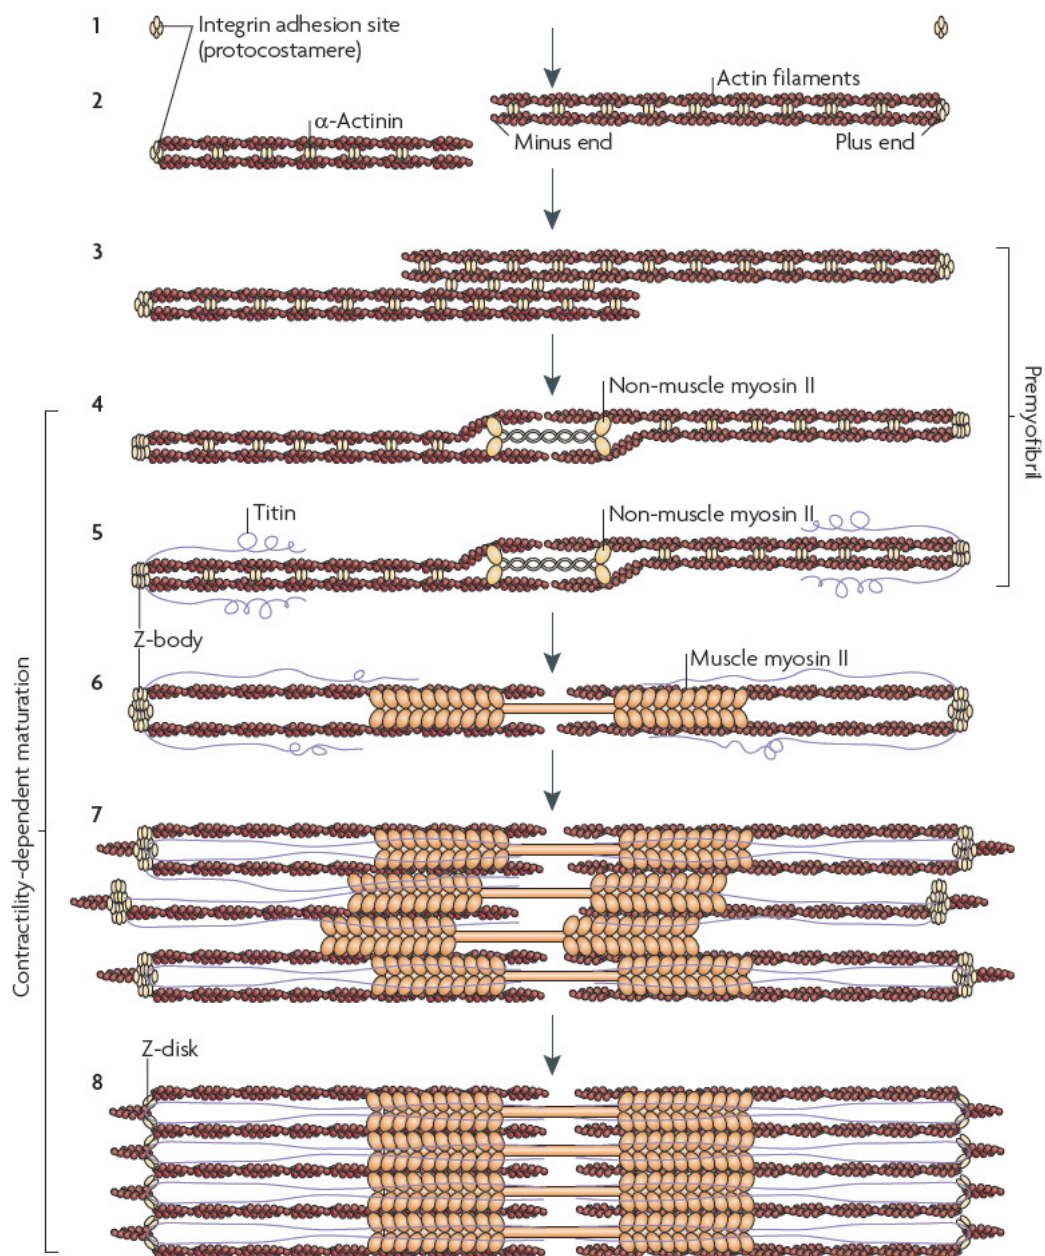 1
Integrin adhesion site
(protocostamere)
2
Actin filaments
α-Actinin
Minus end
Plus end
3
Premyofibril
4
Non-muscle myosin II
5
Titin
Non-muscle myosin II
Z-body
6
Muscle myosin II
Contractility-dependent maturation
7
Z-disk
8